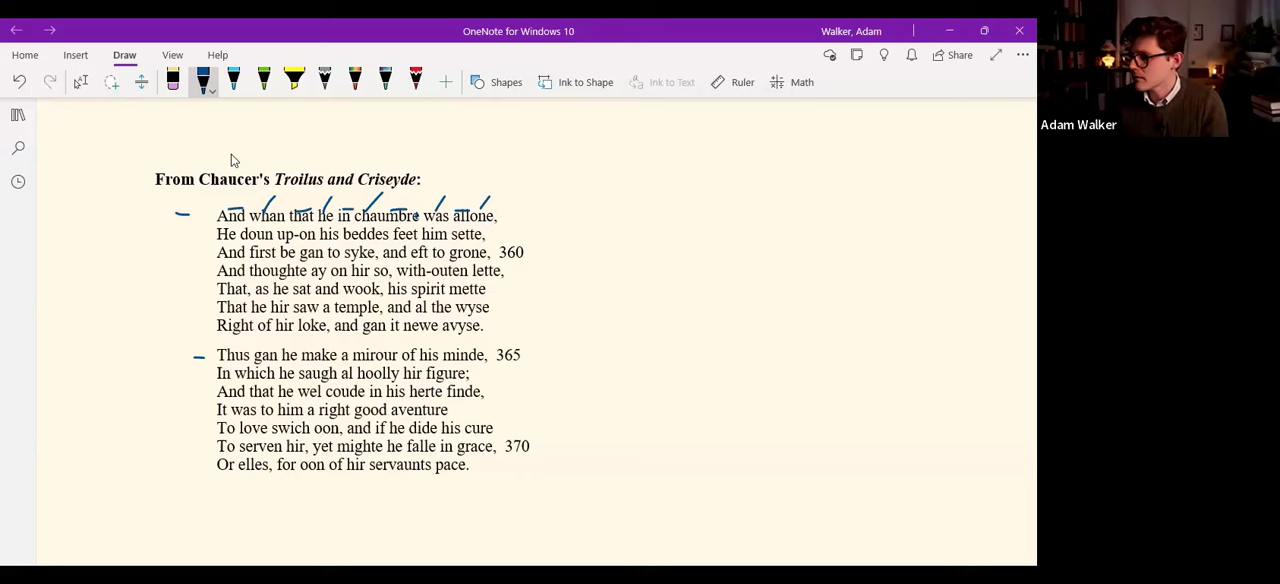 OneNote for Windows 10
Walker, Adam
Home Insert Draw View Help
Share
Shapes Ink to Shape Ink to Text Ruler Math
Adam Walker
From Chaucer's Troilus and Criseyde:
And whan that he in chaumbre was allone,
He doun up-on his beddes feet him sette,
And first be gan to syke, and eft to grone, 360
And thoughte ay on hir so, with-outen lette,
That, as he sat and wook, his spirit mette
That he hir saw a temple, and al the wyse
Right of hir loke, and gan it newe avyse.
Thus gan he make a mirour of his minde, 365
In which he saugh al hoolly hir figure;
And that he wel coude in his herte finde,
It was to him a right good aventure
To love swich oon, and if he dide his cure
To serven hir, yet mighte he falle in grace, 370
Or elles, for oon of hir servaunts pace.